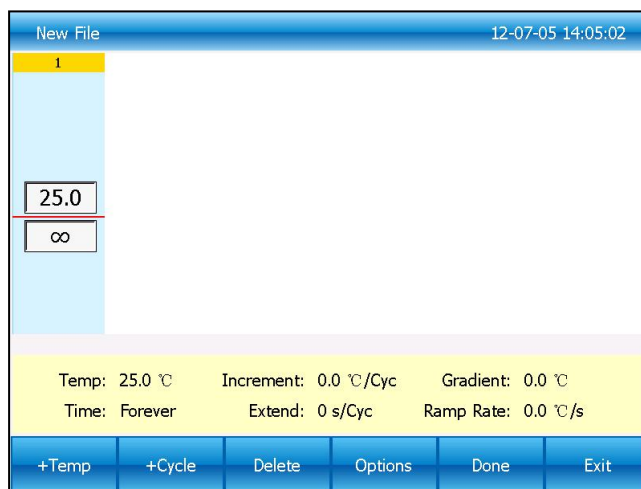 New File 12-07-05 14:05:02
1
25.0
∞
Temp: 25.0 ℃ Increment: 0.0 ℃/Cyc Gradient: 0.0 ℃
Time: Forever Extend: 0 s/Cyc Ramp Rate: 0.0 ℃/s
+Temp +Cycle Delete Options Done Exit